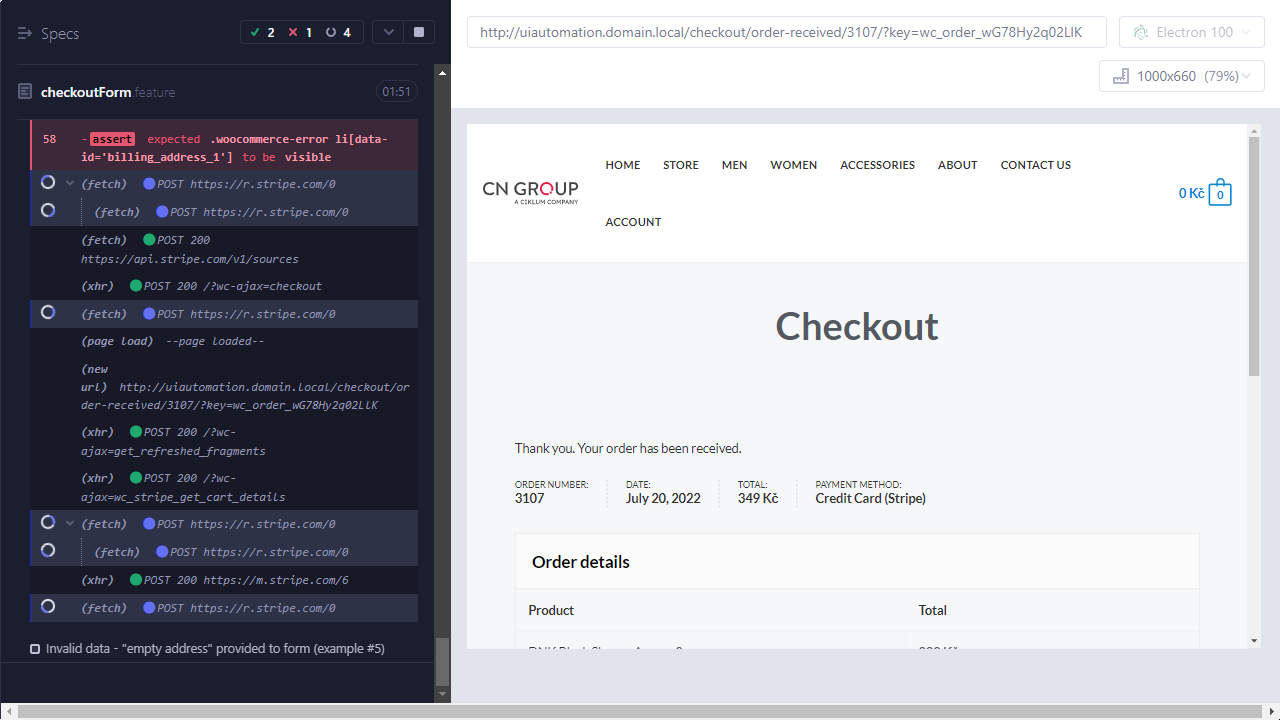 Specs
2 1 4
checkoutForm.feature
01:51
58 -assert expected .woocommerce-error li[data-
id='billing_address_1'] to be visible
(fetch) POST https://r.stripe.com/0
(fetch) POST https://r.stripe.com/0
(fetch) POST 200
https://api.stripe.com/v1/sources
(xhr) POST 200 /?wc-ajax=checkout
(fetch) POST https://r.stripe.com/0
(page load) --page loaded--
(new
url) http://uiautomation.domain.local/checkout/or
der-received/3107/?key=wc_order_wG78Hy2q02LlK
(xhr) POST 200 /?wc-
ajax=get_refreshed_fragments
(xhr) POST 200 /?wc-
ajax=wc_stripe_get_cart_details
(fetch) POST https://r.stripe.com/0
(fetch) POST https://r.stripe.com/0
(xhr) POST 200 https://m.stripe.com/6
(fetch) POST https://r.stripe.com/0
Invalid data - "empty address" provided to form (example #5)
http://uiautomation.domain.local/checkout/order-received/3107/?key=wc_order_wG78Hy2q02LlK
Electron 100
1000x660 (79%)
HOME STORE MEN WOMEN ACCESSORIES ABOUT CONTACT US
CN GROUP
A CIKLUM COMPANY
0 Kč 0
ACCOUNT
Checkout
Thank you. Your order has been received.
ORDER NUMBER: DATE: TOTAL: PAYMENT METHOD:
3107 July 20, 2022 349 Kč Credit Card (Stripe)
Order details
Product Total